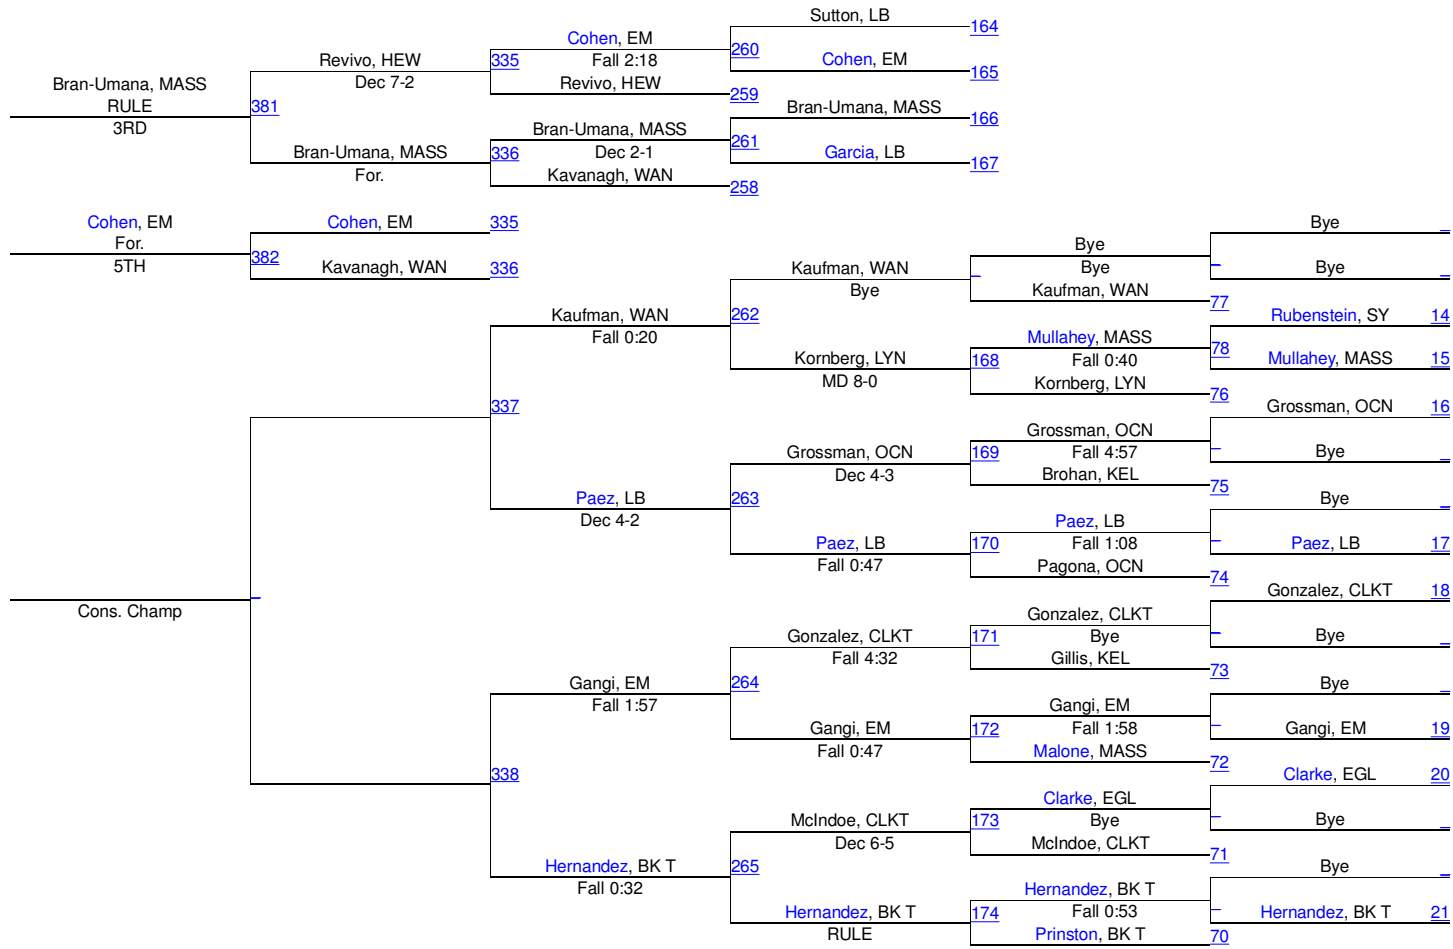 Sutton, LB
164
Cohen, EM
260
Revivo, HEW
335
Fall 2:18
Cohen, EM
165
Dec 7-2
Revivo, HEW
259
Bran-Umana, MASS
RULE
381
3RD
Bran-Umana, MASS
166
Bran-Umana, MASS
261
Bran-Umana, MASS
336
Dec 2-1
Garcia, LB
167
For.
Kavanagh, WAN
258
Cohen, EM
Cohen, EM
335
For.
382
5TH
Kavanagh, WAN
336
Bye
Bye
Kaufman, WAN
Bye
Bye
Bye
Kaufman, WAN
77
Kaufman, WAN
262
Fall 0:20
Rubenstein, SY
14
Mullahey, MASS
78
Kornberg, LYN
168
Fall 0:40
Mullahey, MASS
15
MD 8-0
Kornberg, LYN
76
337
Grossman, OCN
16
Grossman, OCN
Grossman, OCN
169
Fall 4:57
Bye
Dec 4-3
Brohan, KEL
75
Paez, LB
263
Dec 4-2
Bye
Paez, LB
Paez, LB
170
Fall 1:08
Paez, LB
17
Fall 0:47
Pagona, OCN
74
Cons. Champ
Gonzalez, CLKT
18
Gonzalez, CLKT
Gonzalez, CLKT
171
Bye
Bye
Fall 4:32
Gillis, KEL
73
Gangi, EM
264
Fall 1:57
Bye
Gangi, EM
Gangi, EM
172
Fall 1:58
Gangi, EM
19
Fall 0:47
Malone, MASS
72
338
Clarke, EGL
20
Clarke, EGL
McIndoe, CLKT
173
Bye
Bye
Dec 6-5
McIndoe, CLKT
71
Hernandez, BK T
265
Fall 0:32
Bye
Hernandez, BK T
Hernandez, BK T
174
Fall 0:53
Hernandez, BK T
21
RULE
Prinston, BK T
70